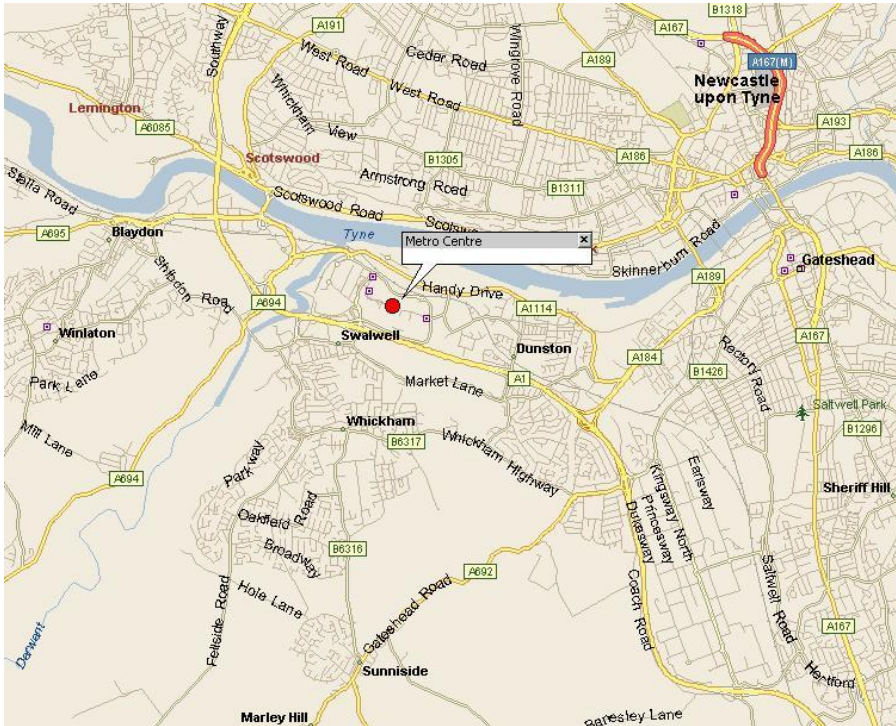 B1318
A167
A191
Southway
West Road
Cedar Road
Wingrove Road
A189
A167(M)
Newcastle
upon Tyne
Lemington
Whickham
View
West Road
A6085
A193
Scotswood
B1305
A186
A186
Armstrong Road
B1311
Stella Road
Scotswood Road
A695
Blaydon
Tyne
Metro Centre
Skinnerburn Road
Gateshead
Shibdon
Road
A694
Handy Drive
A189
A1114
Winlaton
Swalwell
Dunston
A184
A167
Rectory Road
Park Lane
Market Lane
A1
B1426
Saltwell Park
Mill Lane
Whickham
B6317
Whickham Highway
B1296
A694
Parkway
Kingsway North
Princesway
Earlsway
Sheriff Hill
Oakfield Road
Dukesway
Broadway
B6316
A692
Hole Lane
Coach Road
Saltwell Road
Fellside Road
Gateshead Road
A167
Derwent
Sunniside
Hertford
Marley Hill
Banesley Lane